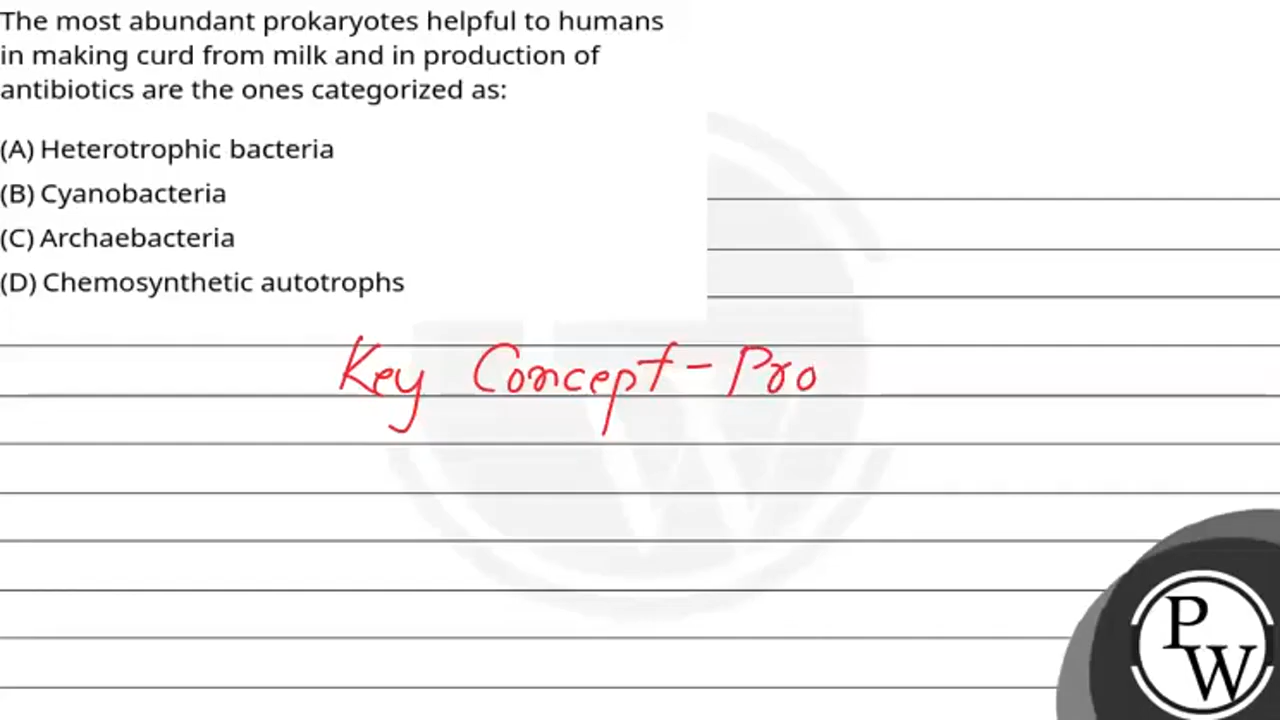 The most abundant prokaryotes helpful to humans
in making curd from milk and in production of
antibiotics are the ones categorized as:
(A) Heterotrophic bacteria
(B) Cyanobacteria
(C) Archaebacteria
(D) Chemosynthetic autotrophs
Key Concept - Pro
PW